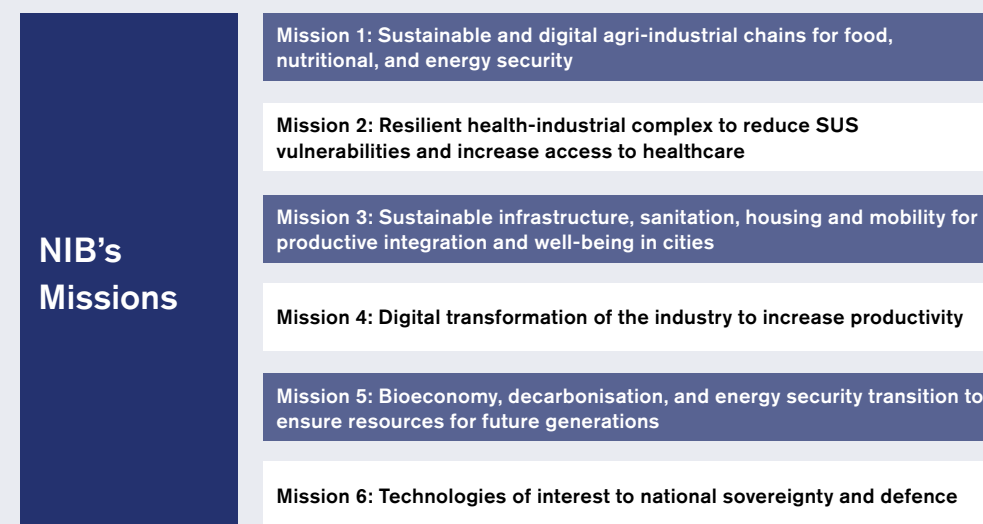 NIB’s
Missions
Mission 1: Sustainable and digital agri-industrial chains for food,
nutritional, and energy security
Mission 2: Resilient health-industrial complex to reduce SUS
vulnerabilities and increase access to healthcare
Mission 3: Sustainable infrastructure, sanitation, housing and mobility for
productive integration and well-being in cities
Mission 4: Digital transformation of the industry to increase productivity
Mission 5: Bioeconomy, decarbonisation, and energy security transition to
ensure resources for future generations
Mission 6: Technologies of interest to national sovereignty and defence